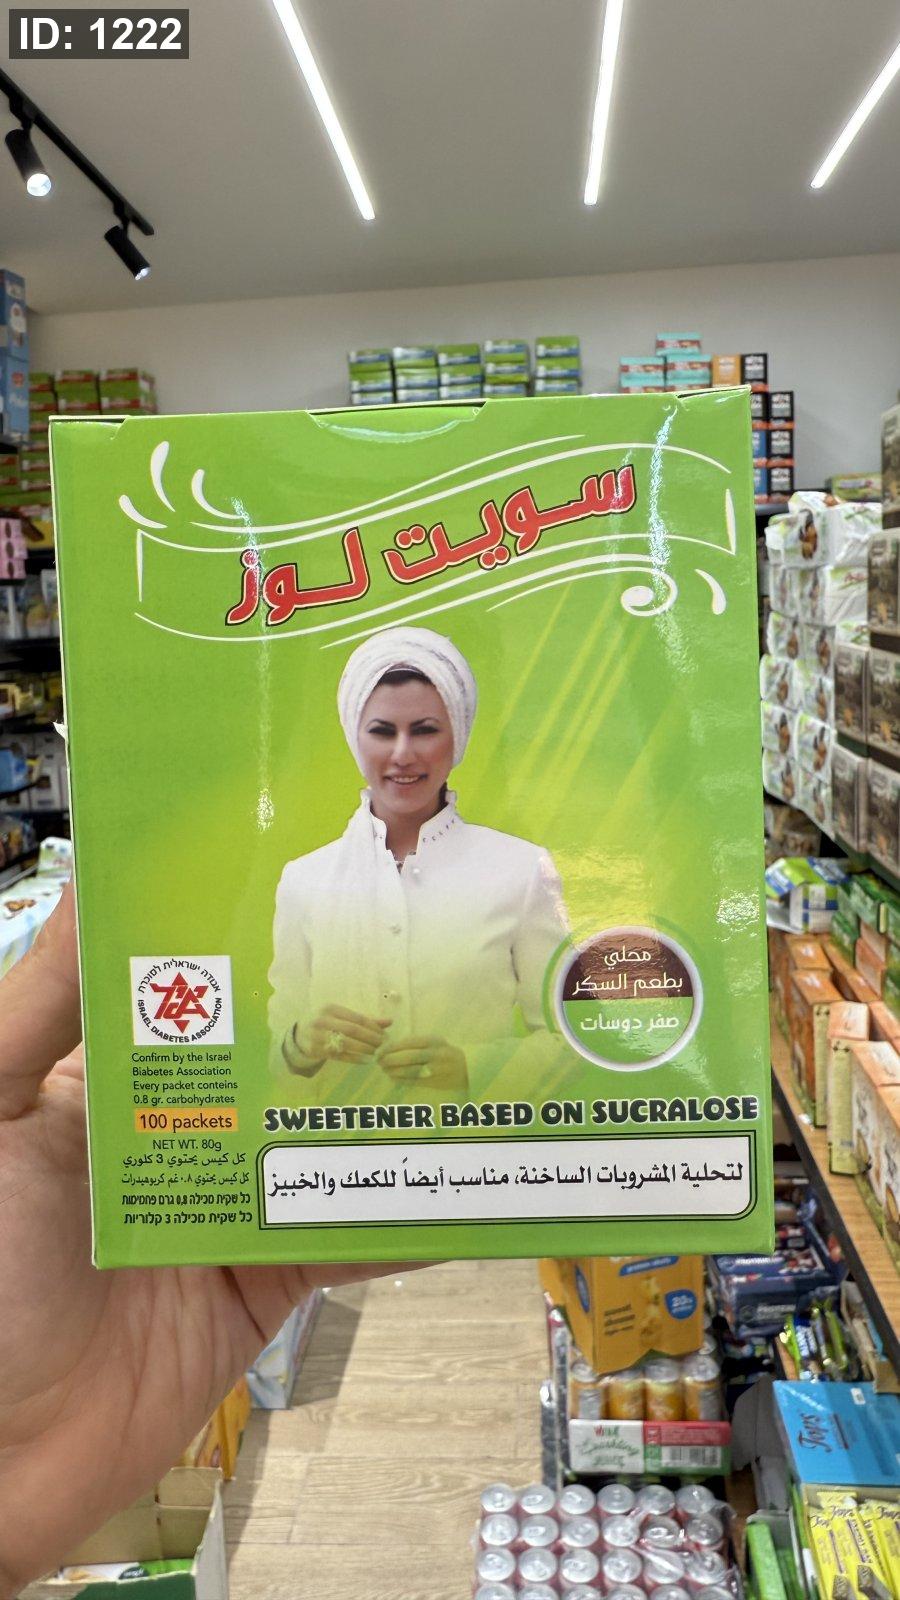 ID: 1222
سويت لوز
محلي
بطعم السكر
صفر دوسات
אגודה ישראלית לסוכרת
ISRAEL DIABETES ASSOCIATION
Confirm by the Israel
Biabetes Association
Every packet contains
0.8 gr. carbohydrates
100 packets
NET WT. 80g
كل كيس يحتوي 3 كلوري
كل كيس يحتوي ٠.٨ غم كربوهيدرات
כל שקית מכילה 0.8 גרם פחמימות
כל שקית מכילה 3 קלוריות
SWEETENER BASED ON SUCRALOSE
لتحلية المشروبات الساخنة، مناسب أيضاً للكعك والخبيز
Tops